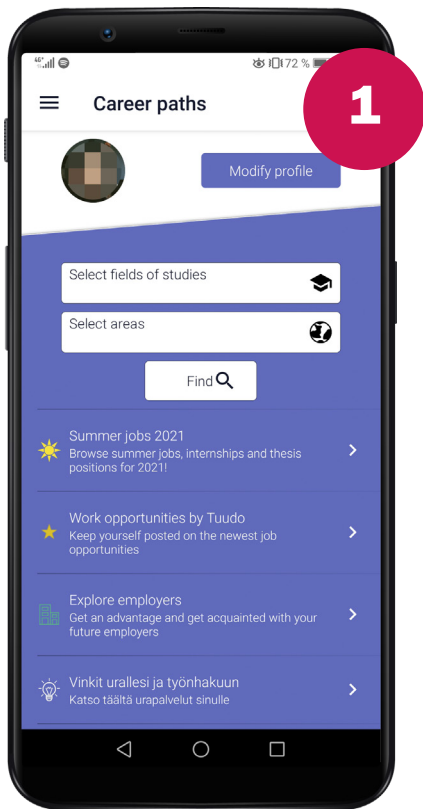 72 %
1
Career paths
Modify profile
Select fields of studies
Select areas
Find
Summer jobs 2021
Browse summer jobs, internships and thesis
positions for 2021!
Work opportunities by Tuudo
Keep yourself posted on the newest job
opportunities
Explore employers
Get an advantage and get acquainted with your
future employers
Vinkit urallesi ja työnhakuun
Katso täältä urapalvelut sinulle